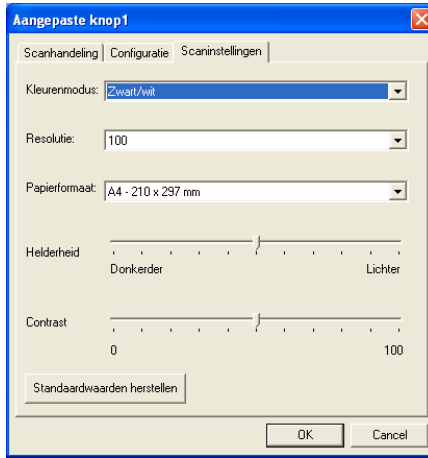 Aangepaste knop1
Scanhandeling Configuratie Scaninstellingen
Kleurenmodus: Zwart/wit
Resolutie: 100
Papierformaat: A4 - 210 x 297 mm
Helderheid
Donkerder Lichter
Contrast
0 100
Standaardwaarden herstellen
OK Cancel